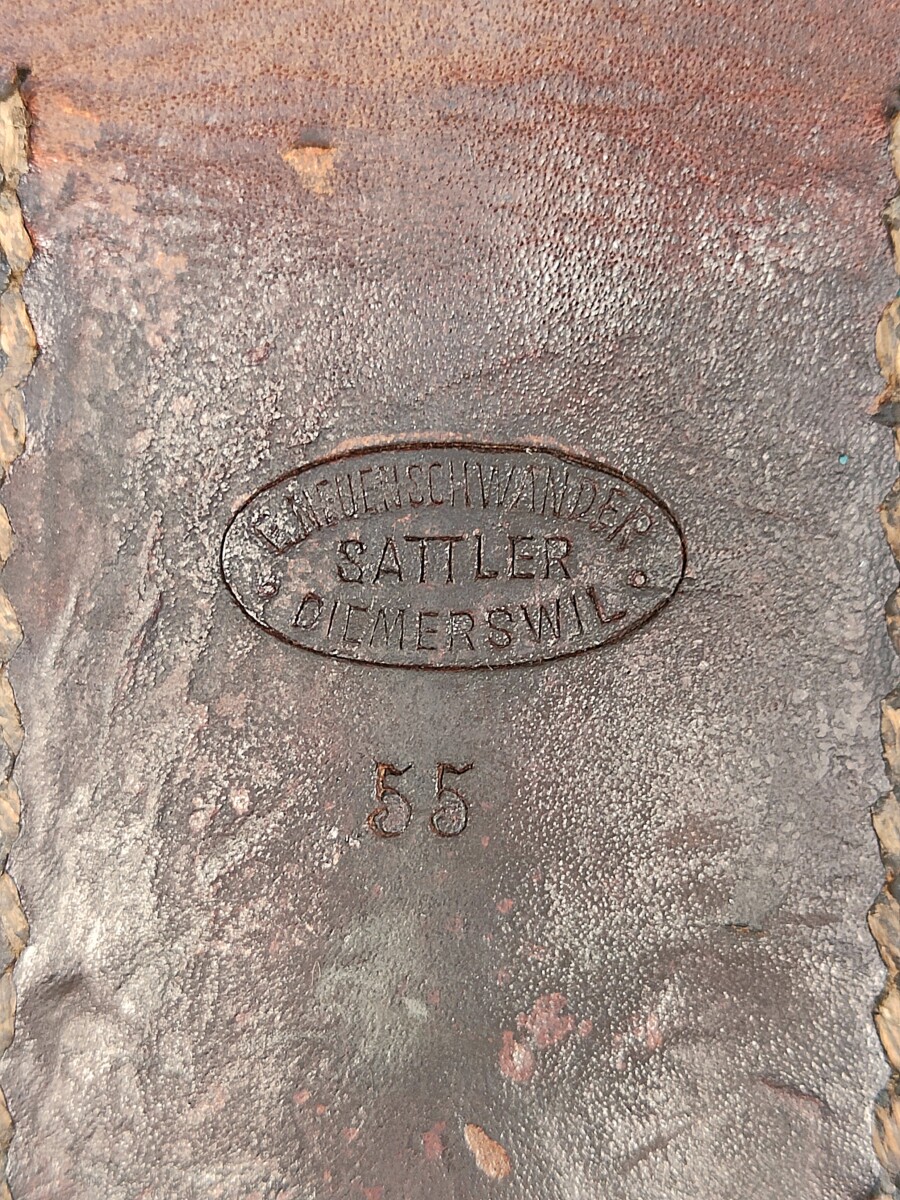 E. NEUENSCHWANDER
SATTLER
• DIEMERSWIL •
55